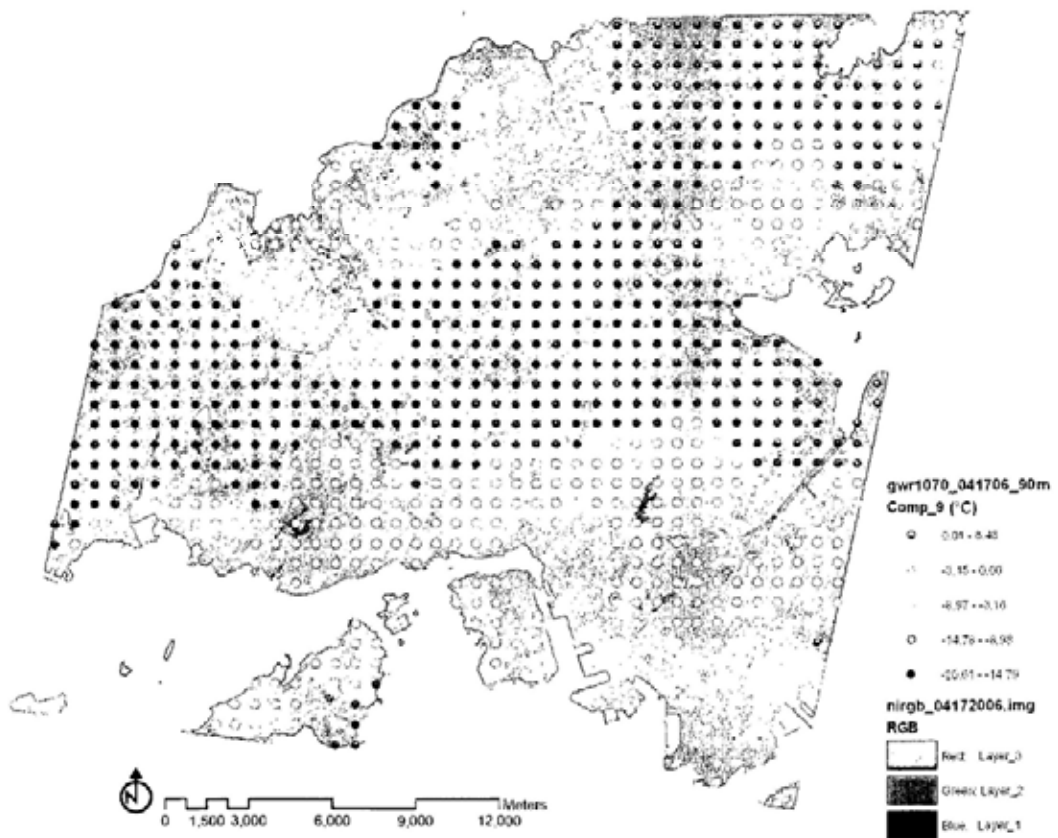 gwr1070_041706_90m
Comp_9 (°C)
nirgb_04172006.img
RGB
Red: Layer_3
Green: Layer_2
Blue: Layer_1
N
Meters
0 1,500 3,000 6,000 9,000 12,000